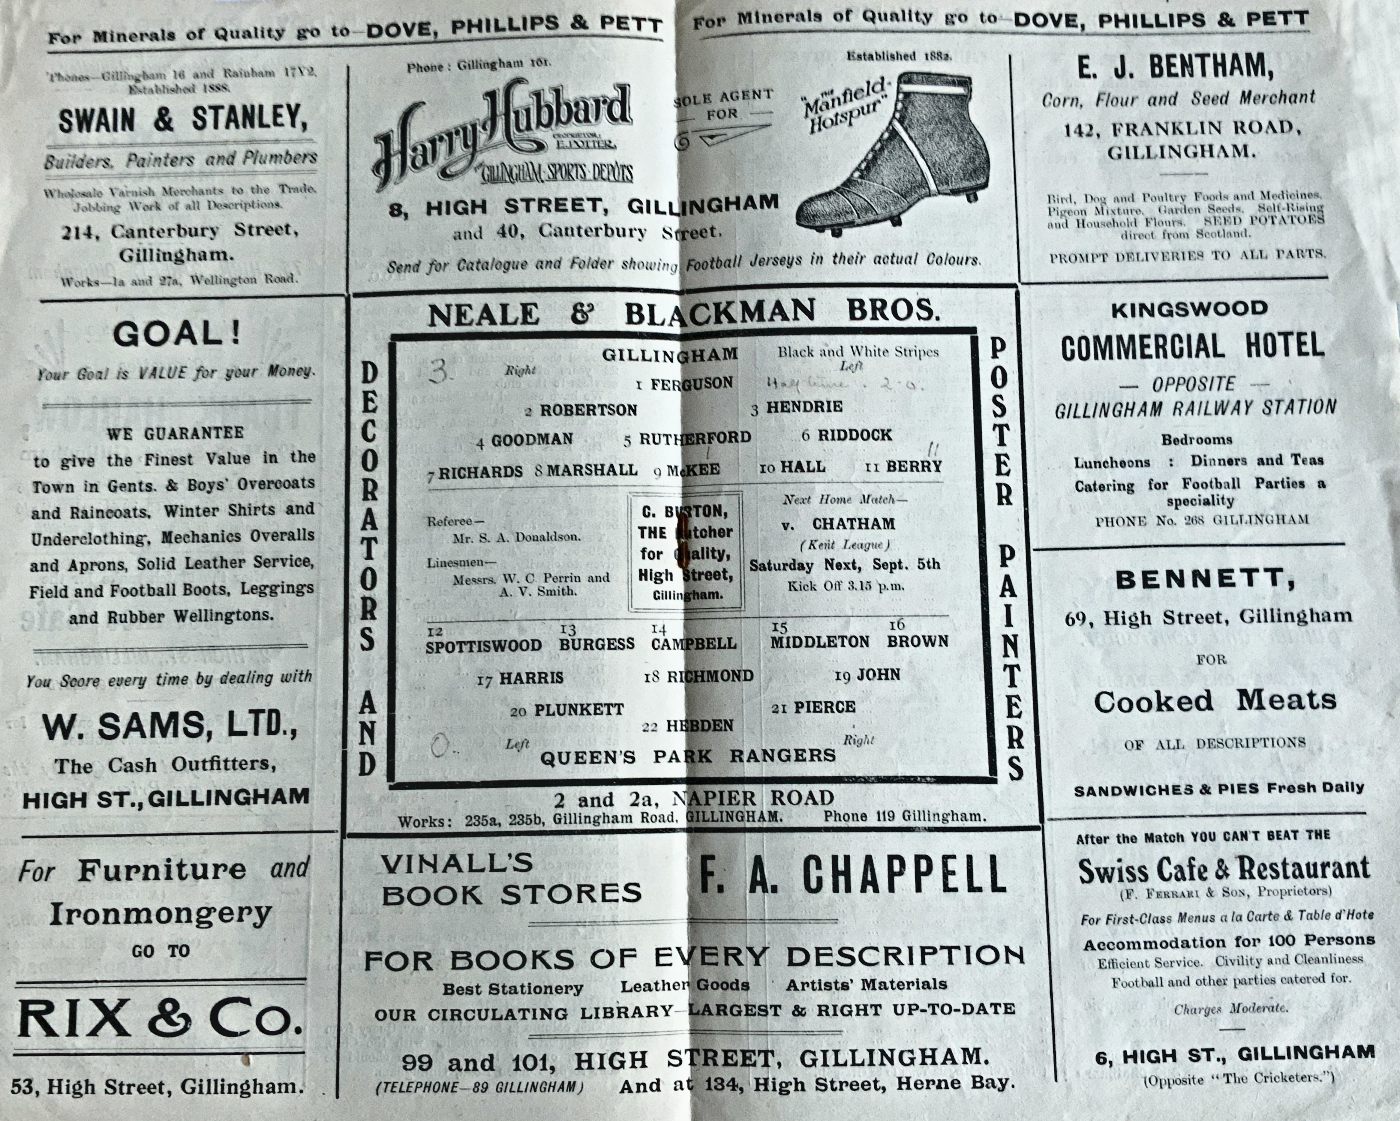 For Minerals of Quality go to—DOVE, PHILLIPS & PETT
For Minerals of Quality go to—DOVE, PHILLIPS & PETT
Phones—Gillingham 16 and Rainham 17Y2.
Established 1888.
SWAIN & STANLEY,
Builders, Painters and Plumbers
Wholesale Varnish Merchants to the Trade.
Jobbing Work of all Descriptions.
214, Canterbury Street,
Gillingham.
Works—1a and 27a, Wellington Road.
Phone: Gillingham 161.
Harry Hubbard
PROPRIETOR,
E. POTTER.
GILLINGHAM SPORTS DEPÔTS
8, HIGH STREET, GILLINGHAM
and 40, Canterbury Street.
SOLE AGENT
FOR
Established 1882.
The
"Manfield-
Hotspur"
Send for Catalogue and Folder showing Football Jerseys in their actual Colours.
E. J. BENTHAM,
Corn, Flour and Seed Merchant
142, FRANKLIN ROAD,
GILLINGHAM.
Bird, Dog and Poultry Foods and Medicines.
Pigeon Mixture. Garden Seeds. Self-Rising
and Household Flours. SEED POTATOES
direct from Scotland.
PROMPT DELIVERIES TO ALL PARTS.
GOAL!
Your Goal is VALUE for your Money.
WE GUARANTEE
to give the Finest Value in the
Town in Gents. & Boys' Overcoats
and Raincoats, Winter Shirts and
Underclothing, Mechanics Overalls
and Aprons, Solid Leather Service,
Field and Football Boots, Leggings
and Rubber Wellingtons.
You Score every time by dealing with
W. SAMS, LTD.,
The Cash Outfitters,
HIGH ST., GILLINGHAM
NEALE & BLACKMAN BROS.
DECORATORS AND
POSTER PAINTERS
GILLINGHAM Black and White Stripes
3. Right Left
1 FERGUSON Half time. 2-0.
2 ROBERTSON 3 HENDRIE
4 GOODMAN 5 RUTHERFORD 6 RIDDOCK
7 RICHARDS 8 MARSHALL 9 McKEE 10 HALL 11 BERRY
Referee—
Mr. S. A. Donaldson.
Linesmen—
Messrs. W. C. Perrin and
A. V. Smith.
C. BURTON,
THE Butcher
for Quality,
High Street,
Gillingham.
Next Home Match—
v. CHATHAM
(Kent League)
Saturday Next, Sept. 5th
Kick Off 3.15 p.m.
12 13 14 15 16
SPOTTISWOOD BURGESS CAMPBELL MIDDLETON BROWN
17 HARRIS 18 RICHMOND 19 JOHN
20 PLUNKETT 21 PIERCE
22 HEBDEN
0. Left Right
QUEEN'S PARK RANGERS
2 and 2a, NAPIER ROAD
Works: 235a, 235b, Gillingham Road, GILLINGHAM. Phone 119 Gillingham.
KINGSWOOD
COMMERCIAL HOTEL
— OPPOSITE —
GILLINGHAM RAILWAY STATION
Bedrooms
Luncheons : Dinners and Teas
Catering for Football Parties a
speciality
PHONE No. 268 GILLINGHAM
BENNETT,
69, High Street, Gillingham
FOR
Cooked Meats
OF ALL DESCRIPTIONS
SANDWICHES & PIES Fresh Daily
For Furniture and
Ironmongery
GO TO
RIX & Co.
53, High Street, Gillingham.
VINALL'S
BOOK STORES
F. A. CHAPPELL
FOR BOOKS OF EVERY DESCRIPTION
Best Stationery Leather Goods Artists' Materials
OUR CIRCULATING LIBRARY—LARGEST & RIGHT UP-TO-DATE
99 and 101, HIGH STREET, GILLINGHAM.
(TELEPHONE—89 GILLINGHAM) And at 134, High Street, Herne Bay.
After the Match YOU CAN'T BEAT THE
Swiss Cafe & Restaurant
(F. FERRARI & SON, Proprietors)
For First-Class Menus a la Carte & Table d'Hote
Accommodation for 100 Persons
Efficient Service. Civility and Cleanliness
Football and other parties catered for.
Charges Moderate.
6, HIGH ST., GILLINGHAM
(Opposite "The Cricketers.")